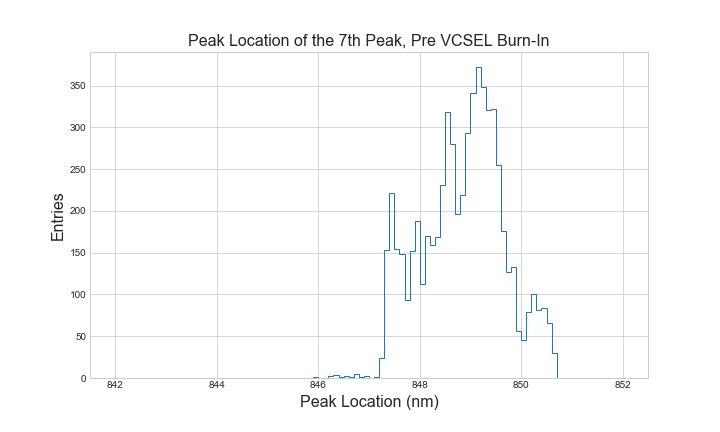 Peak Location of the 7th Peak, Pre VCSEL Burn-In
350
300
250
200
150
100
50
0
Entries
842 844 846 848 850 852
Peak Location (nm)